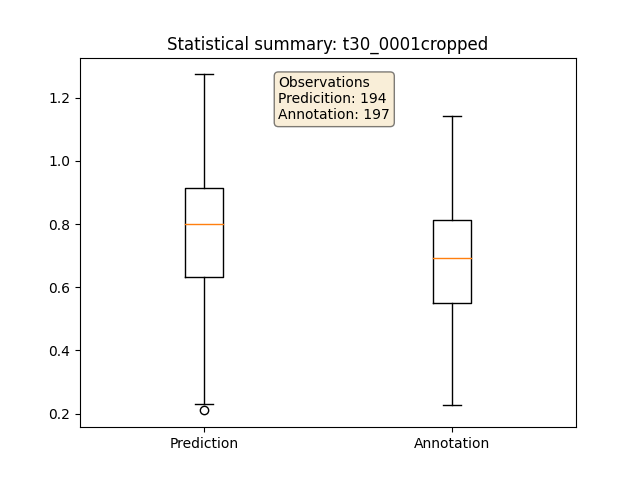 Statistical summary: t30_0001cropped
Observations
Predicition: 194
Annotation: 197
1.2
1.0
0.8
0.6
0.4
0.2
Prediction
Annotation